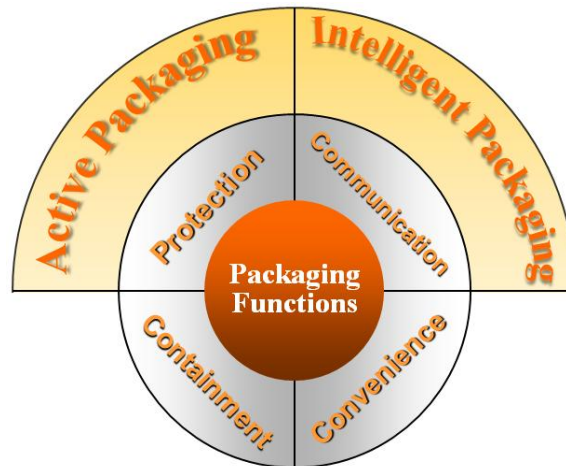 Active Packaging
Intelligent Packaging
Protection
Communication
Packaging
Functions
Containment
Convenience